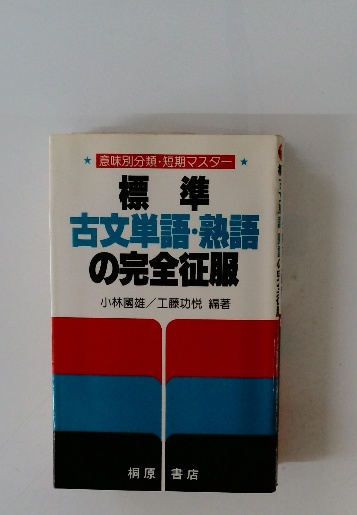 ★ 意味別分類・短期マスター ★
標準
古文単語・熟語
の完全征服
小林國雄／工藤功悦 編著
桐原書店